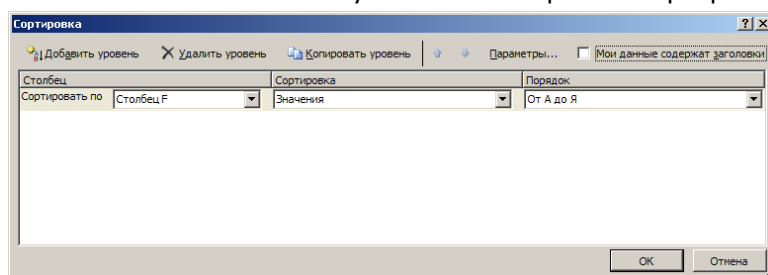 Сортировка
Добавить уровень Удалить уровень Копировать уровень Параметры... Мои данные содержат заголовки
Столбец Сортировка Порядок
Сортировать по Столбец F Значения От А до Я
ОК Отмена